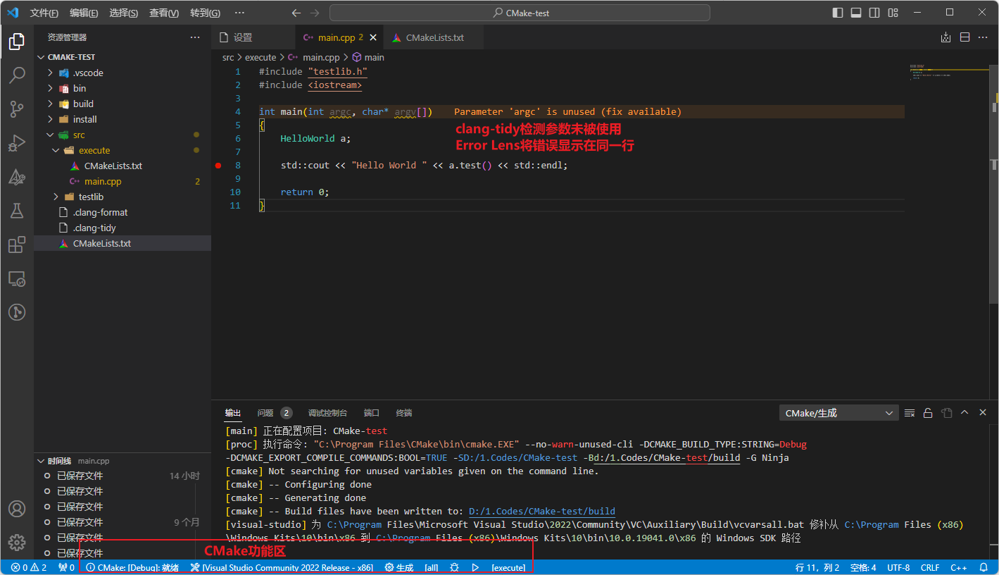 文件(F) 编辑(E) 选择(S) 查看(V) 转到(G) ··· CMake-test
资源管理器 ···
CMAKE-TEST
.vscode
bin
build
install
src
execute
CMakeLists.txt
main.cpp 2
testlib
.clang-format
.clang-tidy
CMakeLists.txt
时间线 main.cpp
已保存文件 14 小时
已保存文件
已保存文件
已保存文件 9 个月
已保存文件
已保存文件
设置 main.cpp 2 CMakeLists.txt
src > execute > main.cpp > main
1 #include "testlib.h"
2 #include <iostream>
3
4 int main(int argc, char* argv[]) Parameter 'argc' is unused (fix available)
5 {
clang-tidy检测参数未被使用
6 HelloWorld a;
Error Lens将错误显示在同一行
7
8 std::cout << "Hello World " << a.test() << std::endl;
9
10 return 0;
11 }
输出 问题 2 调试控制台 端口 终端 CMake/生成
[main] 正在配置项目: CMake-test
[proc] 执行命令: "C:\Program Files\CMake\bin\cmake.EXE" --no-warn-unused-cli -DCMAKE_BUILD_TYPE:STRING=Debug
-DCMAKE_EXPORT_COMPILE_COMMANDS:BOOL=TRUE -SD:/1.Codes/CMake-test -Bd:/1.Codes/CMake-test/build -G Ninja
[cmake] Not searching for unused variables given on the command line.
[cmake] -- Configuring done
[cmake] -- Generating done
[cmake] -- Build files have been written to: D:/1.Codes/CMake-test/build
[visual-studio] 为 C:\Program Files\Microsoft Visual Studio\2022\Community\VC\Auxiliary\Build\vcvarsall.bat 修补从 C:\Program Files (x86)
\Windows Kits\10\bin\x86 到 C:\Program Files (x86)\Windows Kits\10\bin\10.0.19041.0\x86 的 Windows SDK 路径
CMake功能区
0 2 0 CMake: [Debug]: 就绪 [Visual Studio Community 2022 Release - x86] 生成 [all] [execute] 行 11，列 2 空格: 4 UTF-8 CRLF C++